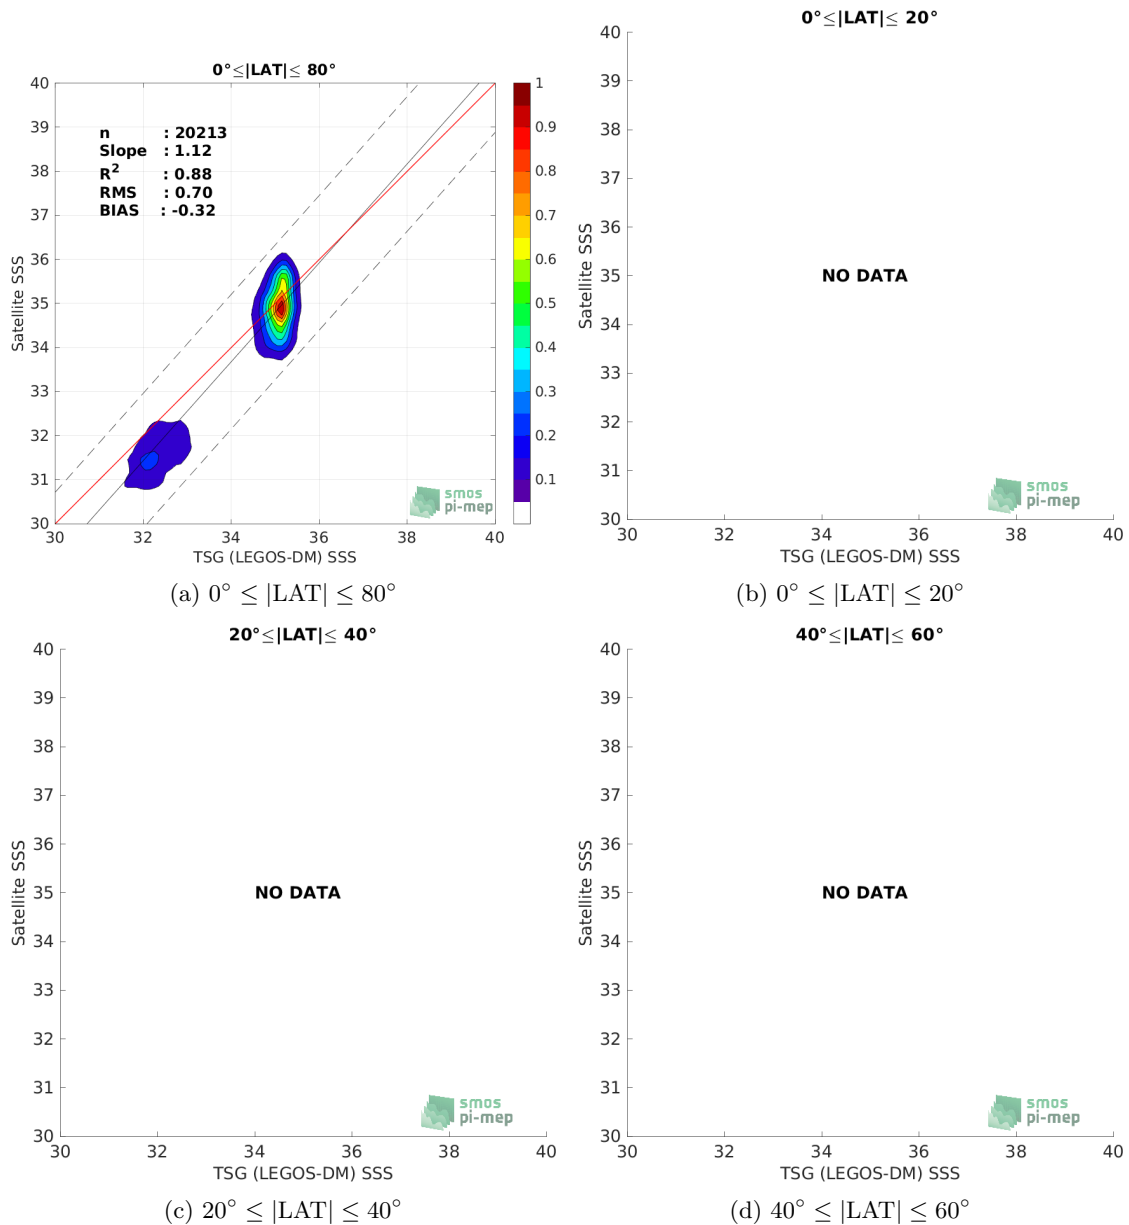 0°≤|LAT|≤ 80°
40
39
38
37
36
35
34
33
32
31
30
Satellite SSS
n : 20213
Slope : 1.12
R² : 0.88
RMS : 0.70
BIAS : -0.32
1
0.9
0.8
0.7
0.6
0.5
0.4
0.3
0.2
0.1
smos
pi-mep
30 32 34 36 38 40
TSG (LEGOS-DM) SSS
(a) 0° ≤ |LAT| ≤ 80°
0°≤|LAT|≤ 20°
40
39
38
37
36
35
34
33
32
31
30
Satellite SSS
NO DATA
smos
pi-mep
30 32 34 36 38 40
TSG (LEGOS-DM) SSS
(b) 0° ≤ |LAT| ≤ 20°
20°≤|LAT|≤ 40°
40
39
38
37
36
35
34
33
32
31
30
Satellite SSS
NO DATA
smos
pi-mep
30 32 34 36 38 40
TSG (LEGOS-DM) SSS
(c) 20° ≤ |LAT| ≤ 40°
40°≤|LAT|≤ 60°
40
39
38
37
36
35
34
33
32
31
30
Satellite SSS
NO DATA
smos
pi-mep
30 32 34 36 38 40
TSG (LEGOS-DM) SSS
(d) 40° ≤ |LAT| ≤ 60°